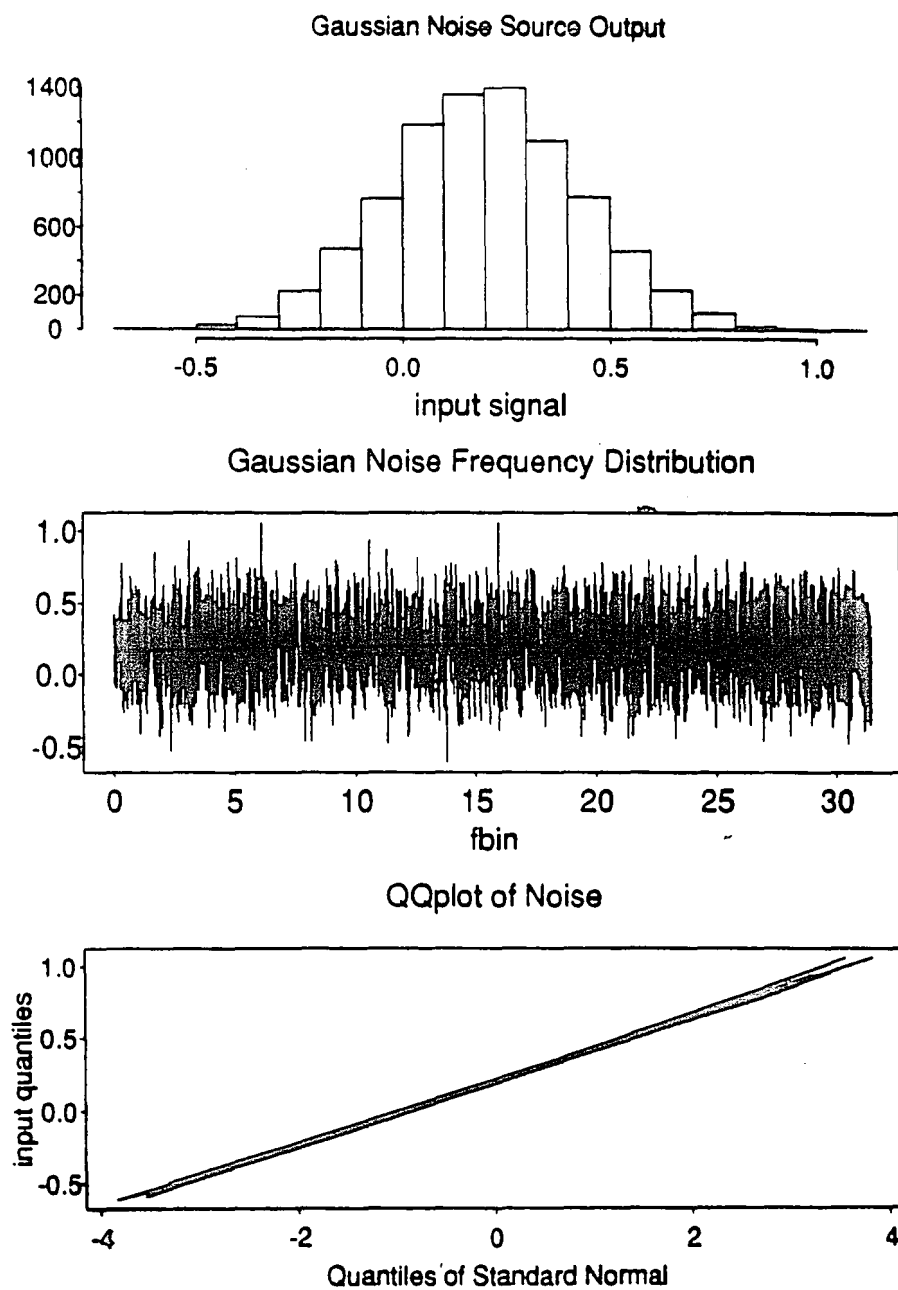 Gaussian Noise Source Output
1400
1000
600
200
0
-0.5 0.0 0.5 1.0
input signal
Gaussian Noise Frequency Distribution
1.0
0.5
0.0
-0.5
0 5 10 15 20 25 30
fbin
QQplot of Noise
input quantiles
1.0
0.5
0.0
-0.5
-4 -2 0 2 4
Quantiles of Standard Normal